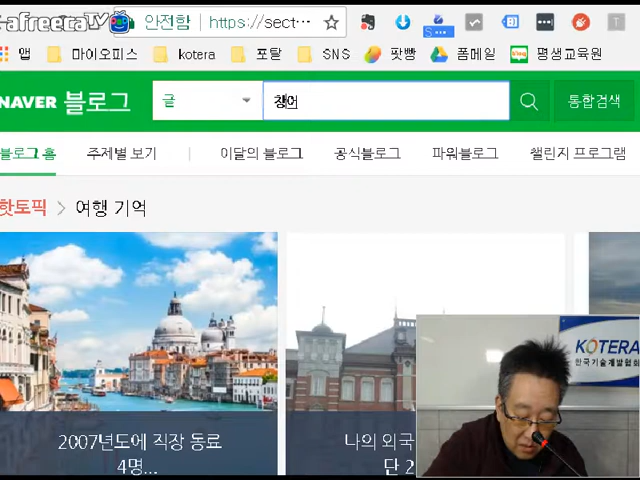 afreecaTV
안전함 https://sect...
앱 마이오피스 kotera 포탈 SNS 팟빵 폼메일 평생교육원
NAVER 블로그 글 쟁어 통합검색
블로그 홈 주제별 보기 이달의 블로그 공식블로그 파워블로그 챌린지 프로그램
핫토픽 > 여행 기억
2007년도에 직장 동료
4명...
나의 외국
단 2
KOTERA
한국기술개발협회